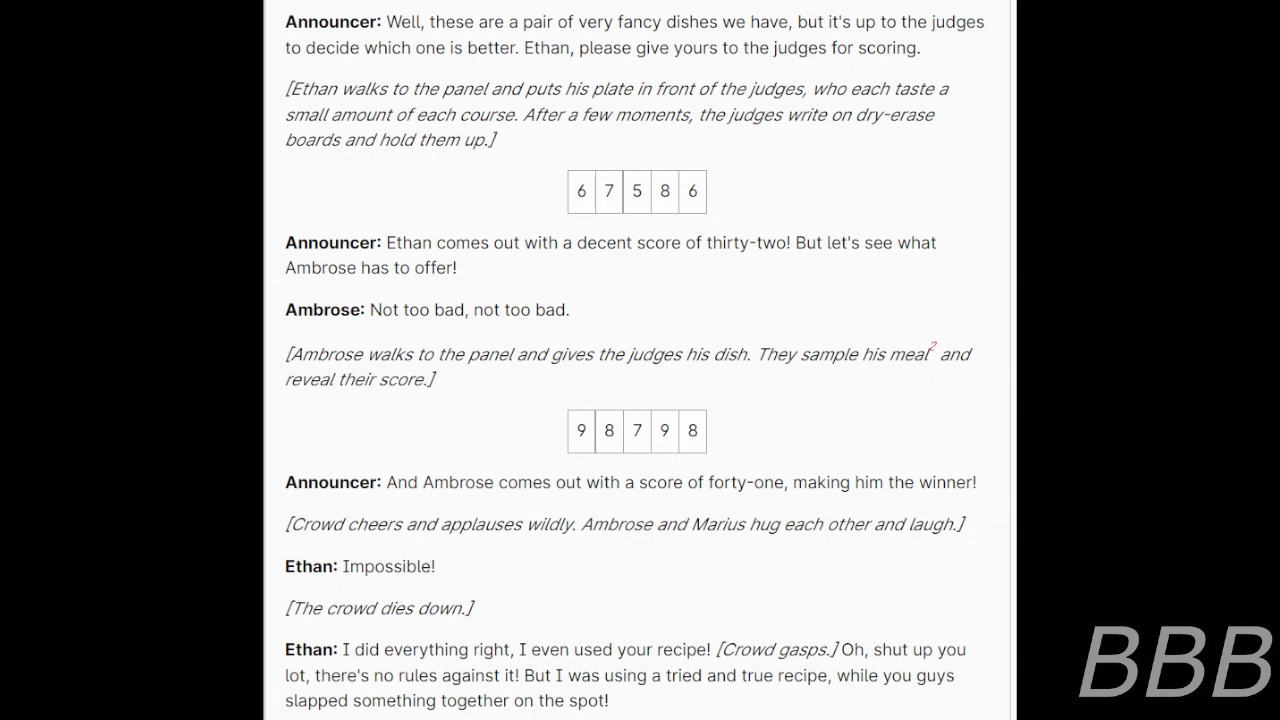 Announcer: Well, these are a pair of very fancy dishes we have, but it's up to the judges
to decide which one is better. Ethan, please give yours to the judges for scoring.
[Ethan walks to the panel and puts his plate in front of the judges, who each taste a
small amount of each course. After a few moments, the judges write on dry-erase
boards and hold them up.]
6 7 5 8 6
Announcer: Ethan comes out with a decent score of thirty-two! But let's see what
Ambrose has to offer!
Ambrose: Not too bad, not too bad.
[Ambrose walks to the panel and gives the judges his dish. They sample his meal2 and
reveal their score.]
9 8 7 9 8
Announcer: And Ambrose comes out with a score of forty-one, making him the winner!
[Crowd cheers and applauses wildly. Ambrose and Marius hug each other and laugh.]
Ethan: Impossible!
[The crowd dies down.]
Ethan: I did everything right, I even used your recipe! [Crowd gasps.] Oh, shut up you
lot, there's no rules against it! But I was using a tried and true recipe, while you guys
slapped something together on the spot!
BBB